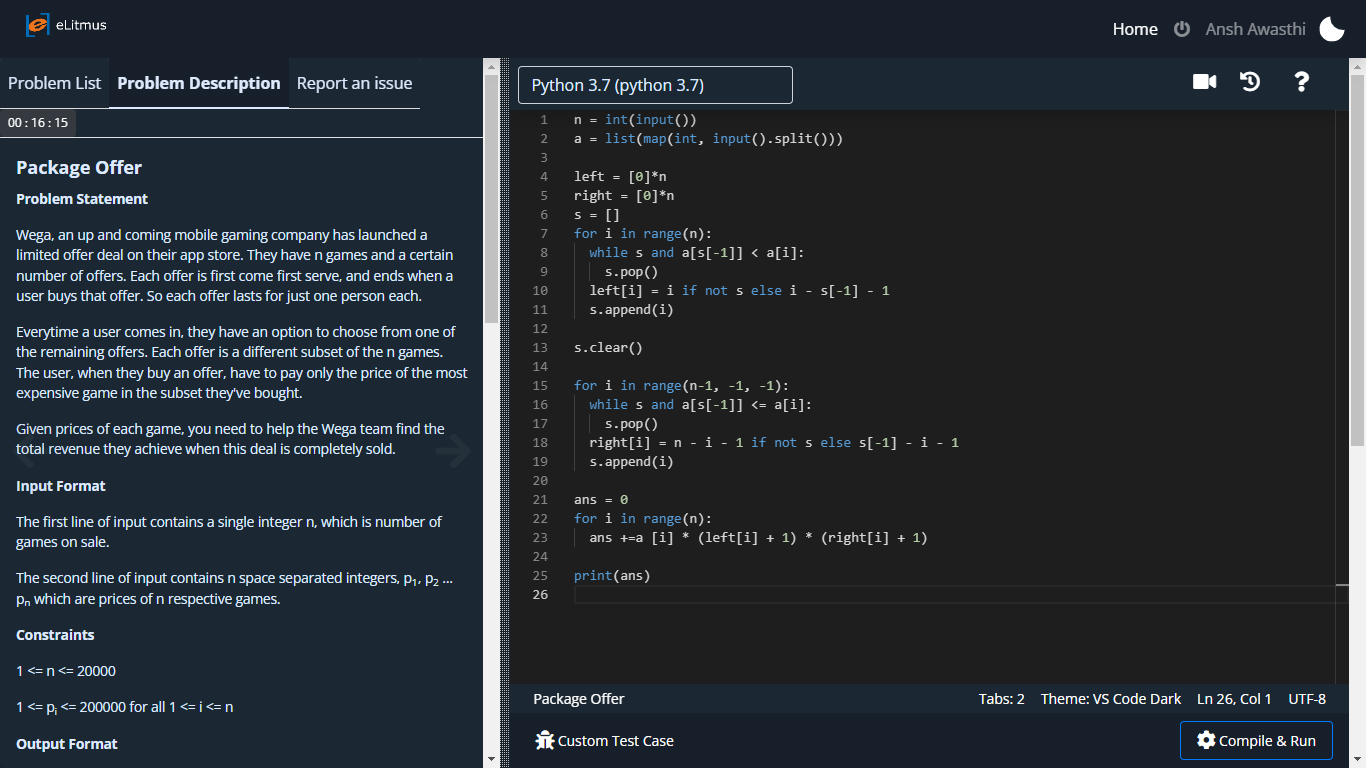 eLitmus
Home Ansh Awasthi
Problem List Problem Description Report an issue
00 : 16 : 15
Package Offer
Problem Statement
Wega, an up and coming mobile gaming company has launched a
limited offer deal on their app store. They have n games and a certain
number of offers. Each offer is first come first serve, and ends when a
user buys that offer. So each offer lasts for just one person each.
Everytime a user comes in, they have an option to choose from one of
the remaining offers. Each offer is a different subset of the n games.
The user, when they buy an offer, have to pay only the price of the most
expensive game in the subset they've bought.
Given prices of each game, you need to help the Wega team find the
total revenue they achieve when this deal is completely sold.
Input Format
The first line of input contains a single integer n, which is number of
games on sale.
The second line of input contains n space separated integers, p₁, p₂ ...
pₙ which are prices of n respective games.
Constraints
1 <= n <= 20000
1 <= pᵢ <= 200000 for all 1 <= i <= n
Output Format
Python 3.7 (python 3.7)
?
1 n = int(input())
2 a = list(map(int, input().split()))
3
4 left = [0]*n
5 right = [0]*n
6 s = []
7 for i in range(n):
8 while s and a[s[-1]] < a[i]:
9 s.pop()
10 left[i] = i if not s else i - s[-1] - 1
11 s.append(i)
12
13 s.clear()
14
15 for i in range(n-1, -1, -1):
16 while s and a[s[-1]] <= a[i]:
17 s.pop()
18 right[i] = n - i - 1 if not s else s[-1] - i - 1
19 s.append(i)
20
21 ans = 0
22 for i in range(n):
23 ans +=a [i] * (left[i] + 1) * (right[i] + 1)
24
25 print(ans)
26
Package Offer Tabs: 2 Theme: VS Code Dark Ln 26, Col 1 UTF-8
Custom Test Case Compile & Run